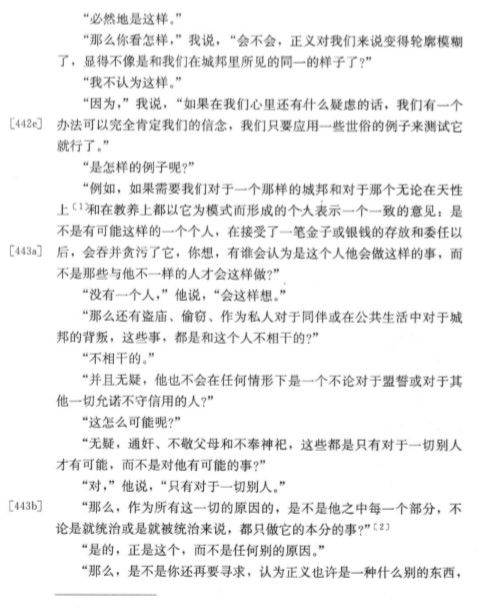 “必然地是这样。”
“那么你看怎样，”我说，“会不会，正义对我们来说变得轮廓模糊
了，显得不像是和我们在城邦里所见的同一的样子了？”
“我不认为这样。”
“因为，”我说，“如果在我们心里还有什么疑虑的话，我们有一个
[442e] 办法可以完全肯定我们的信念，我们只要应用一些世俗的例子来测试它
就行了。”
“是怎样的例子呢？”
“例如，如果需要我们对于一个那样的城邦和对于那个无论在天性
上〔1〕和在教养上都以它为模式而形成的个人表示一个一致的意见：是
不是有可能这样的一个个人，在接受了一笔金子或银钱的存放和委任以
[443a] 后，会吞并贪污了它，你想，有谁会认为是这个人他会做这样的事，而
不是那些与他不一样的人才会这样做？”
“没有一个人，”他说，“会这样想。”
“那么还有盗庙、偷窃、作为私人对于同伴或在公共生活中对于城
邦的背叛，这些事，都是和这个人不相干的？”
“不相干的。”
“并且无疑，他也不会在任何情形下是一个不论对于盟誓或对于其
他一切允诺不守信用的人？”
“这怎么可能呢？”
“无疑，通奸、不敬父母和不奉神祀，这些都是只有对于一切别人
才有可能，而不是对他有可能的事？”
“对，”他说，“只有对于一切别人。”
[443b] “那么，作为所有这一切的原因的，是不是他之中每一个部分，不
论是就统治或是就被统治来说，都只做它的本分的事？”〔2〕
“是的，正是这个，而不是任何别的原因。”
“那么，是不是你还再要寻求，认为正义也许是一种什么别的东西，